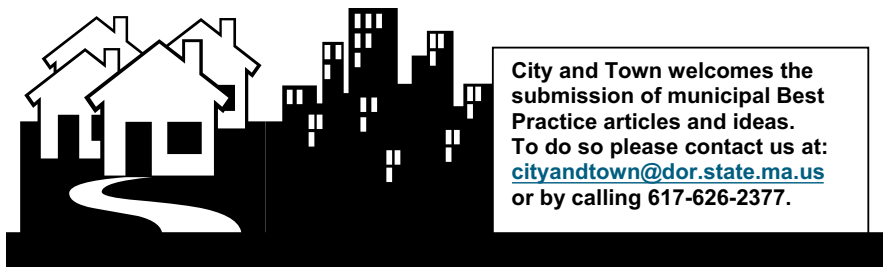 City and Town welcomes the
submission of municipal Best
Practice articles and ideas.
To do so please contact us at:
cityandtown@dor.state.ma.us
or by calling 617-626-2377.